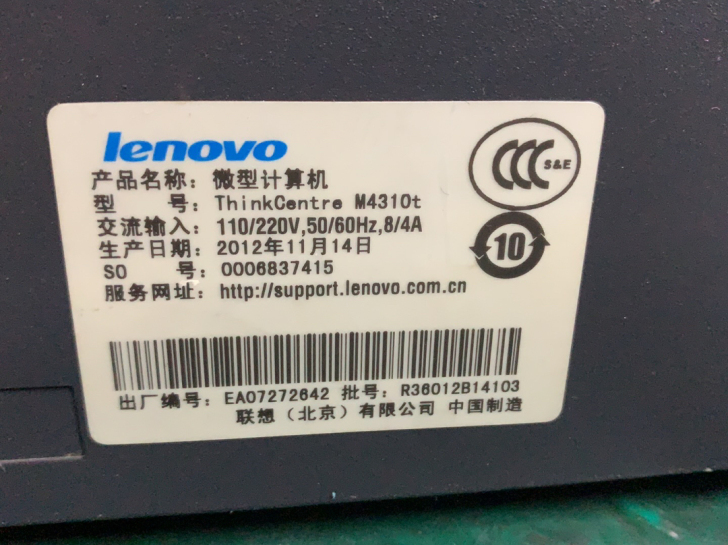 lenovo
产品名称：微型计算机
型 号：ThinkCentre M4310t
交流输入：110/220V,50/60Hz,8/4A
生产日期：2012年11月14日
SO 号：0006837415
服务网址：http://support.lenovo.com.cn
CCC S&E
10
出厂编号：EA07272642 批号：R36012B14103
联想（北京）有限公司 中国制造